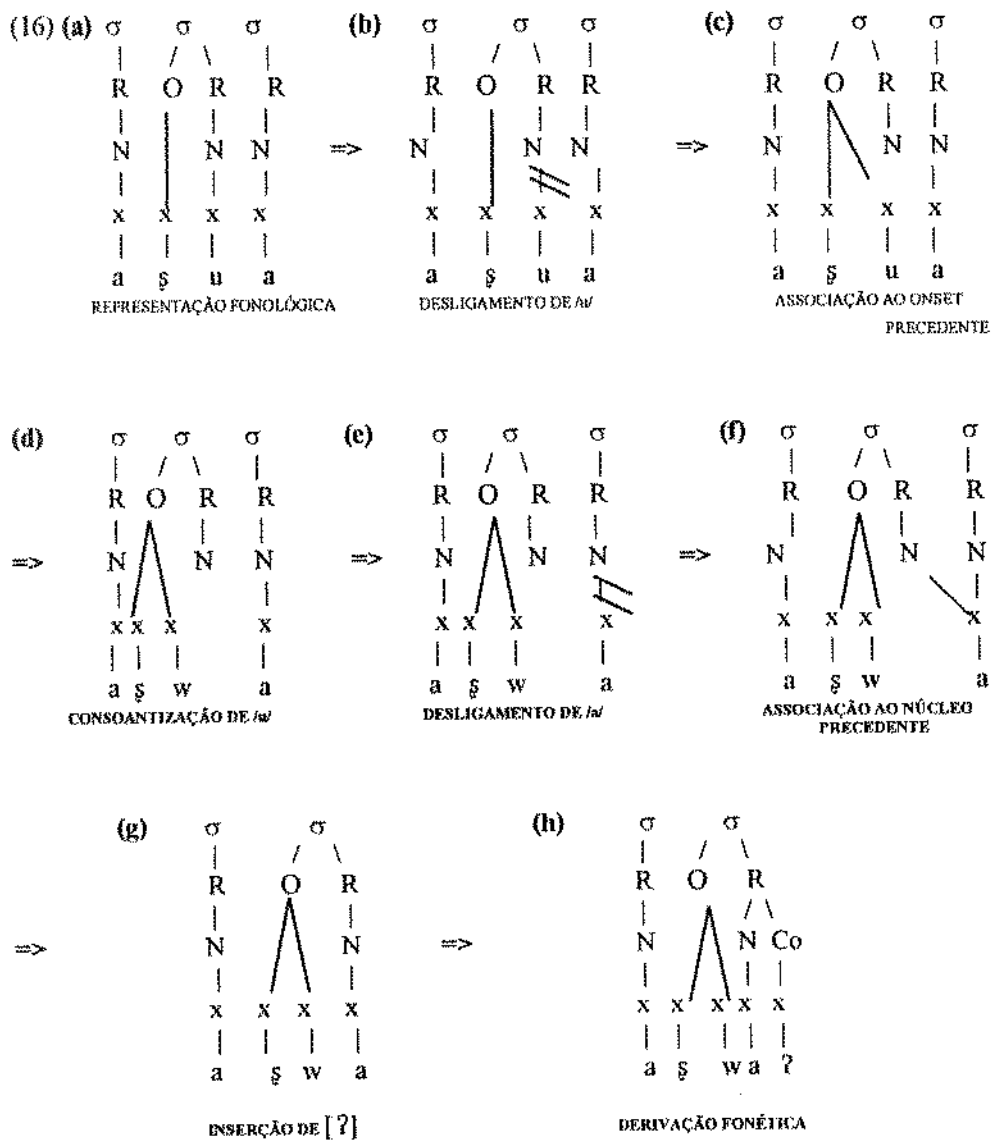 (16) (a) σ σ σ (b) σ σ σ (c) σ σ σ
R O R R R O R R R O R R
N N N => N N N => N N N
x x x x x x x x x x x x
a ş u a a ş u a a ş u a
REPRESENTAÇÃO FONOLÓGICA DESLIGAMENTO DE /u/ ASSOCIAÇÃO AO ONSET
PRECEDENTE
(d) σ σ σ (e) σ σ σ (f) σ σ σ
R O R R R O R R R O R R
=> N N N => N N N => N N N
x x x x x x x x x x x x
a ş w a a ş w a a ş w a
CONSOANTIZAÇÃO DE /u/ DESLIGAMENTO DE /a/ ASSOCIAÇÃO AO NÚCLEO
PRECEDENTE
(g) σ σ (h) σ σ
R O R R O R
=> N N => N N Co
x x x x x x x x x
a ş w a a ş w a ʔ
INSERÇÃO DE [ʔ] DERIVAÇÃO FONÉTICA